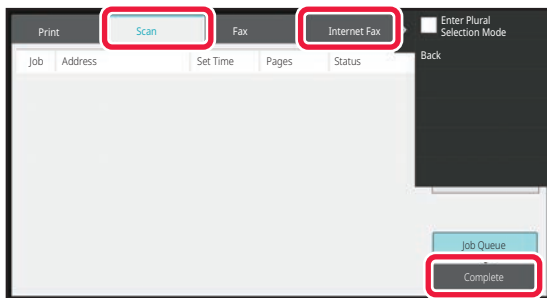 Print Scan Fax Internet Fax
Enter Plural
Selection Mode
Job Address Set Time Pages Status
Back
Job Queue
Complete